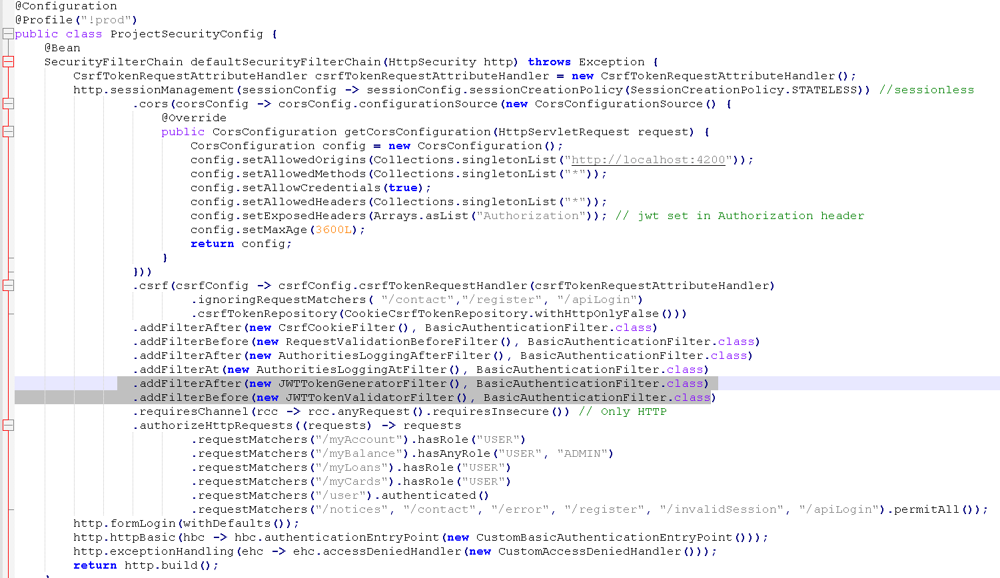 @Configuration
@Profile("!prod")
public class ProjectSecurityConfig {
@Bean
SecurityFilterChain defaultSecurityFilterChain(HttpSecurity http) throws Exception {
CsrfTokenRequestAttributeHandler csrfTokenRequestAttributeHandler = new CsrfTokenRequestAttributeHandler();
http.sessionManagement(sessionConfig -> sessionConfig.sessionCreationPolicy(SessionCreationPolicy.STATELESS)) //sessionless
.cors(corsConfig -> corsConfig.configurationSource(new CorsConfigurationSource() {
@Override
public CorsConfiguration getCorsConfiguration(HttpServletRequest request) {
CorsConfiguration config = new CorsConfiguration();
config.setAllowedOrigins(Collections.singletonList("http://localhost:4200"));
config.setAllowedMethods(Collections.singletonList("*"));
config.setAllowCredentials(true);
config.setAllowedHeaders(Collections.singletonList("*"));
config.setExposedHeaders(Arrays.asList("Authorization")); // jwt set in Authorization header
config.setMaxAge(3600L);
return config;
}
}))
.csrf(csrfConfig -> csrfConfig.csrfTokenRequestHandler(csrfTokenRequestAttributeHandler)
.ignoringRequestMatchers( "/contact","/register", "/apiLogin")
.csrfTokenRepository(CookieCsrfTokenRepository.withHttpOnlyFalse()))
.addFilterAfter(new CsrfCookieFilter(), BasicAuthenticationFilter.class)
.addFilterBefore(new RequestValidationBeforeFilter(), BasicAuthenticationFilter.class)
.addFilterAfter(new AuthoritiesLoggingAfterFilter(), BasicAuthenticationFilter.class)
.addFilterAt(new AuthoritiesLoggingAtFilter(), BasicAuthenticationFilter.class)
.addFilterAfter(new JWTTokenGeneratorFilter(), BasicAuthenticationFilter.class)
.addFilterBefore(new JWTTokenValidatorFilter(), BasicAuthenticationFilter.class)
.requiresChannel(rcc -> rcc.anyRequest().requiresInsecure()) // Only HTTP
.authorizeHttpRequests((requests) -> requests
.requestMatchers("/myAccount").hasRole("USER")
.requestMatchers("/myBalance").hasAnyRole("USER", "ADMIN")
.requestMatchers("/myLoans").hasRole("USER")
.requestMatchers("/myCards").hasRole("USER")
.requestMatchers("/user").authenticated()
.requestMatchers("/notices", "/contact", "/error", "/register", "/invalidSession", "/apiLogin").permitAll());
http.formLogin(withDefaults());
http.httpBasic(hbc -> hbc.authenticationEntryPoint(new CustomBasicAuthenticationEntryPoint()));
http.exceptionHandling(ehc -> ehc.accessDeniedHandler(new CustomAccessDeniedHandler()));
return http.build();